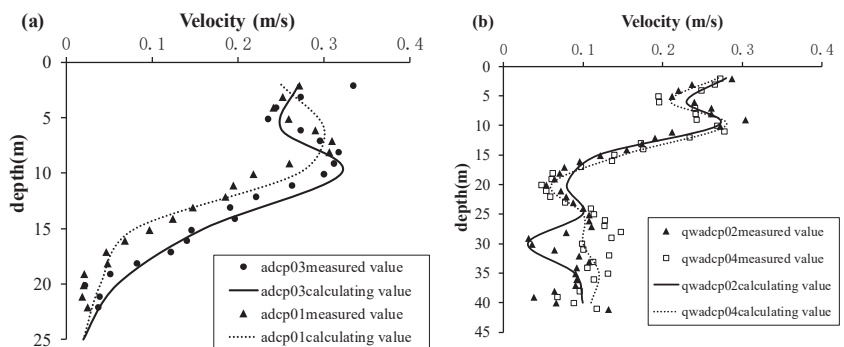 (a)
Velocity (m/s)
0 0.1 0.2 0.3 0.4
0
5
10
15
20
25
depth(m)
adcp03measured value
adcp03calculating value
adcp01measured value
adcp01calculating value
(b)
Velocity (m/s)
0 0.1 0.2 0.3 0.4
0
5
10
15
20
25
30
35
40
45
depth(m)
qwadcp02measured value
qwadcp04measured value
qwadcp02calculating value
qwadcp04calculating value